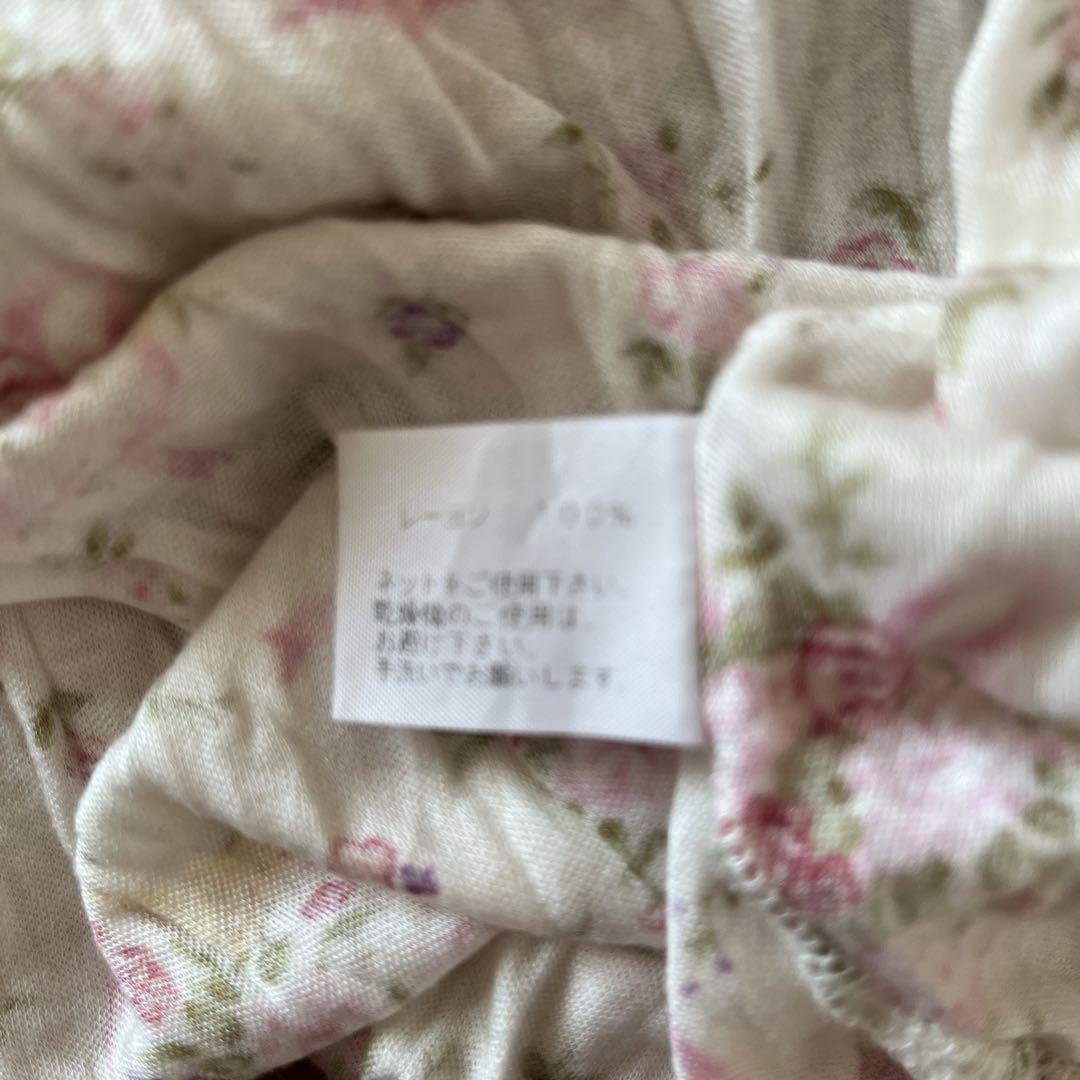 レーヨン 100%
ネットをご使用下さい、
乾燥機のご使用は、
お避け下さい。
手洗いでお願いします。